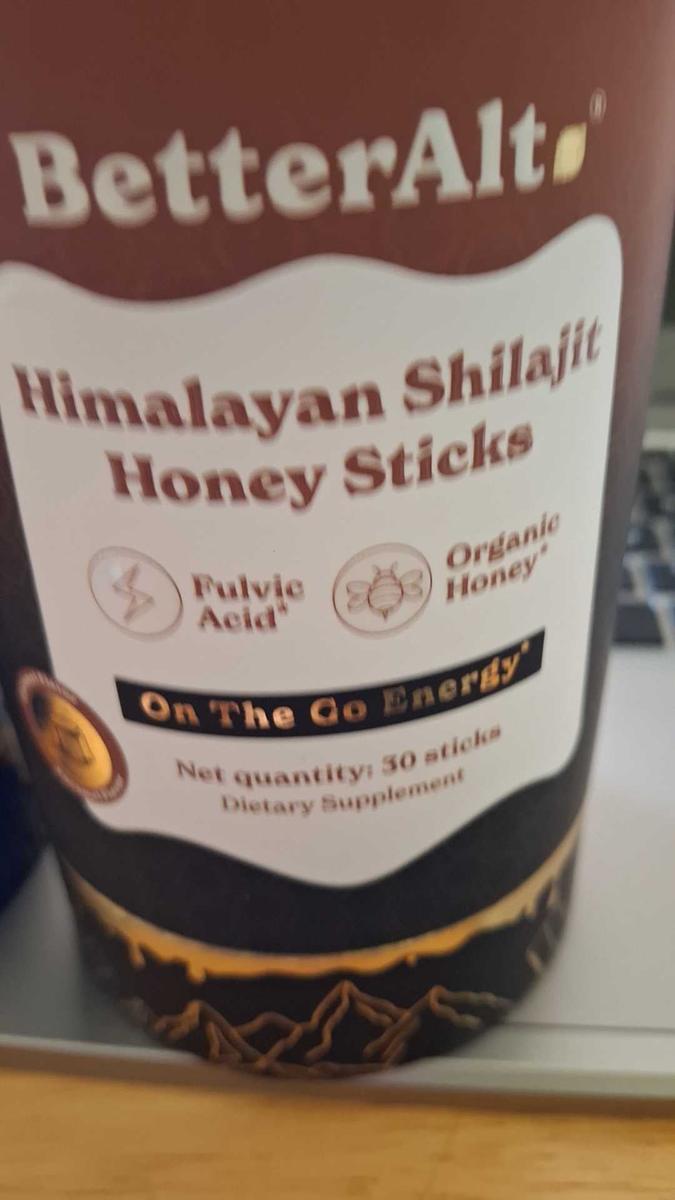 BetterAlt®
Himalayan Shilajit
Honey Sticks
Fulvic
Acid*
Organic
Honey*
On The Go Energy*
Net quantity: 30 sticks
Dietary Supplement